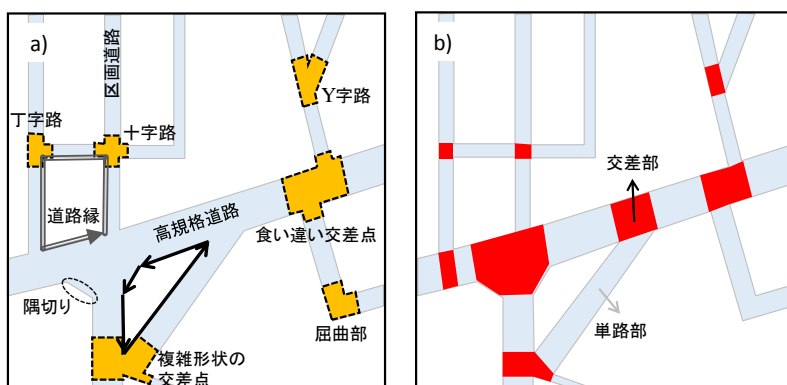 a)
区画道路
Y字路
丁字路
十字路
道路縁
高規格道路
食い違い交差点
隅切り
屈曲部
複雑形状の
交差点
b)
交差部
単路部